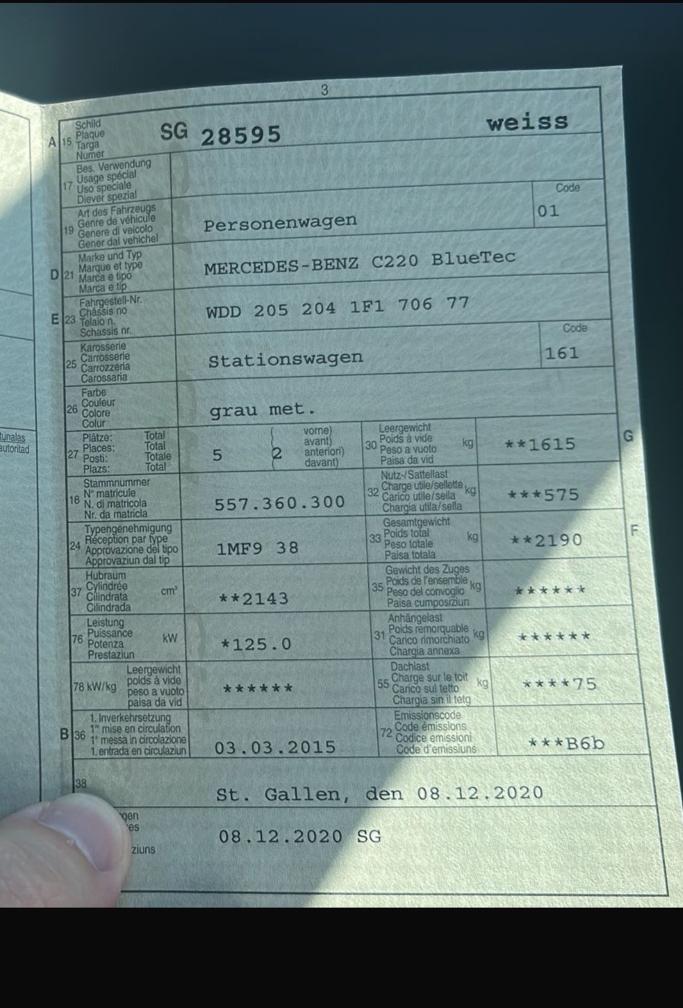 3
A 15 Schild
Plaque
Targa
Numer
SG 28595 weiss
17 Bes. Verwendung
Usage spécial
Uso speciale
Diever spezial
19 Art des Fahrzeugs
Genre de véhicule
Genere di veicolo
Gener dal vehichel
Personenwagen
Code
01
D 21 Marke und Typ
Marque et type
Marca e tipo
Marca e tip
MERCEDES-BENZ C220 BlueTec
E 23 Fahrgestell-Nr.
Châssis no
Telaio n.
Schassis nr.
WDD 205 204 1F1 706 77
25 Karosserie
Carrosserie
Carrozzeria
Carossaria
Stationswagen
Code
161
26 Farbe
Couleur
Colore
Colur
grau met.
27 Plätze: Total
Places: Total
Posti: Totale
Plazs: Total
5
2
vorne)
avant)
anteriori)
davant)
30 Leergewicht
Poids à vide
Peso a vuoto
Paisa da vid
kg
**1615
G
18 Stammnummer
N° matricule
N. di matricola
Nr. da matricla
557.360.300
32 Nutz-/Sattellast
Charge utile/sellette
Carico utile/sella
Chargia utila/sella
kg
***575
24 Typengenehmigung
Réception par type
Approvazione del tipo
Approvaziun dal tip
1MF9 38
33 Gesamtgewicht
Poids total
Peso totale
Paisa totala
kg
**2190
F
37 Hubraum
Cylindrée
Cilindrata
Cilindrada
cm³
**2143
35 Gewicht des Zuges
Poids de l'ensemble
Peso del convoglio
Paisa cumposiziun
kg
******
76 Leistung
Puissance
Potenza
Prestaziun
kW
*125.0
31 Anhängelast
Poids remorquable
Carico rimorchiato
Chargia annexa
kg
******
78 kW/kg
Leergewicht
poids à vide
peso a vuoto
paisa da vid
******
55 Dachlast
Charge sur le toit
Carico sul tetto
Chargia sin il tetg
kg
****75
B 36 1. Inverkehrsetzung
1re mise en circulation
1a messa in circolazione
1. entrada en circulaziun
03.03.2015
72 Emissionscode
Code émissions
Codice emissioni
Code d'emissiuns
***B6b
38
St. Gallen, den 08.12.2020
08.12.2020 SG